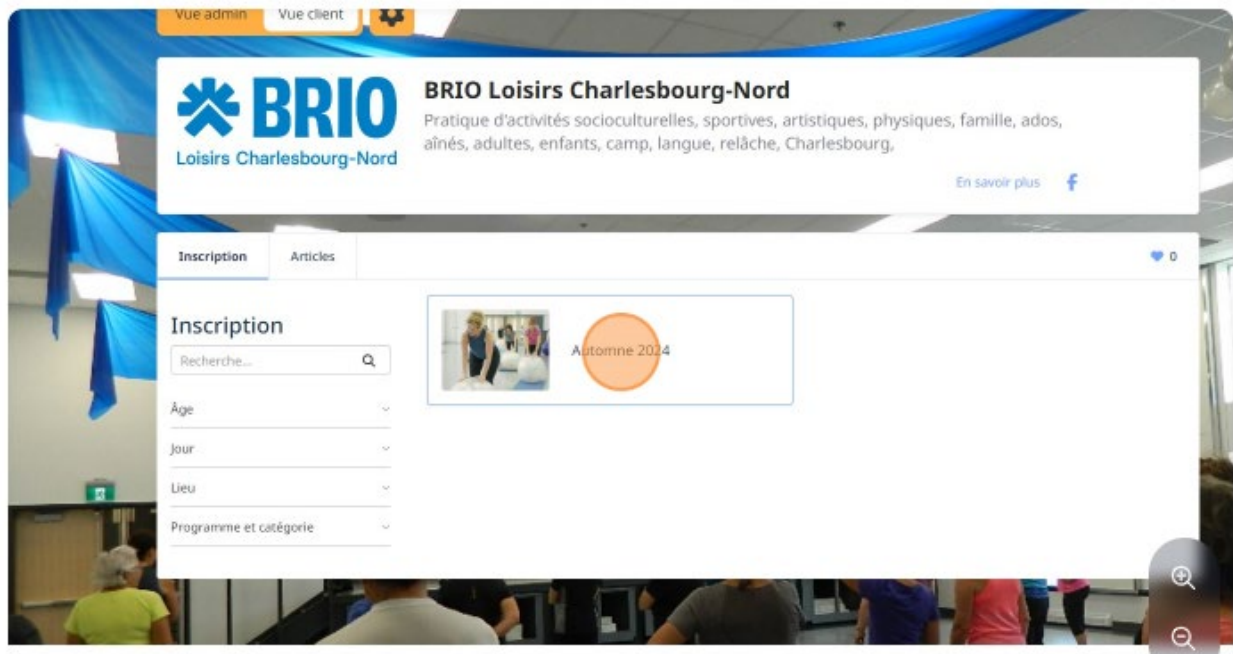 Vue admin Vue client
BRIO
Loisirs Charlesbourg-Nord
BRIO Loisirs Charlesbourg-Nord
Pratique d'activités socioculturelles, sportives, artistiques, physiques, famille, ados,
aînés, adultes, enfants, camp, langue, relâche, Charlesbourg,
En savoir plus
Inscription Articles 0
Inscription
Recherche...
Âge
Jour
Lieu
Programme et catégorie
Automne 2024